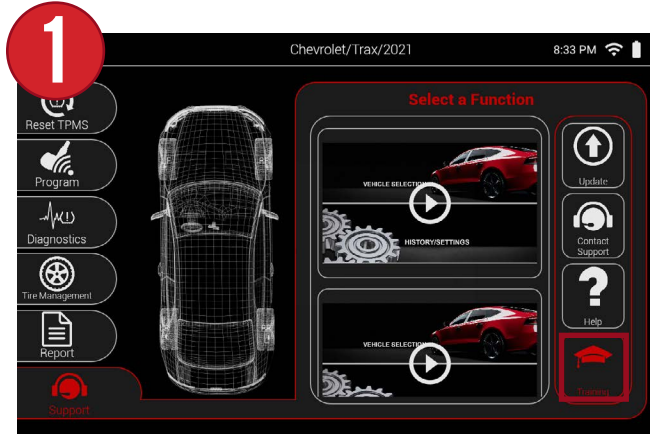 1
Chevrolet/Trax/2021
8:33 PM
Reset TPMS
Program
Diagnostics
Tire Management
Report
Support
Select a Function
VEHICLE SELECTION
HISTORY/SETTINGS
VEHICLE SELECTION
Update
Contact
Support
?
Help
Training